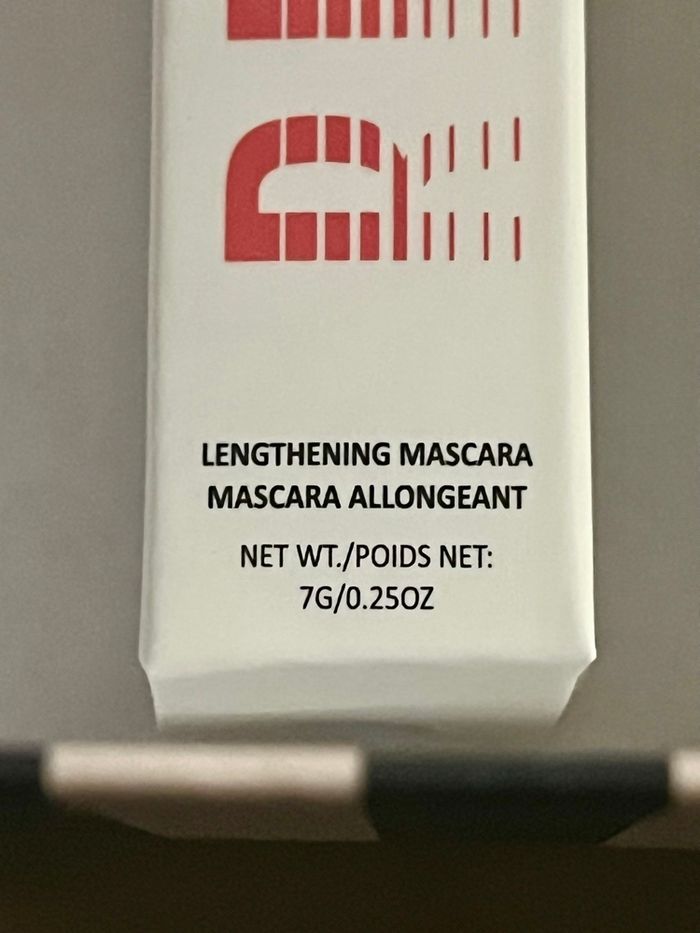 LENGTHENING MASCARA
MASCARA ALLONGEANT
NET WT./POIDS NET:
7G/0.25OZ